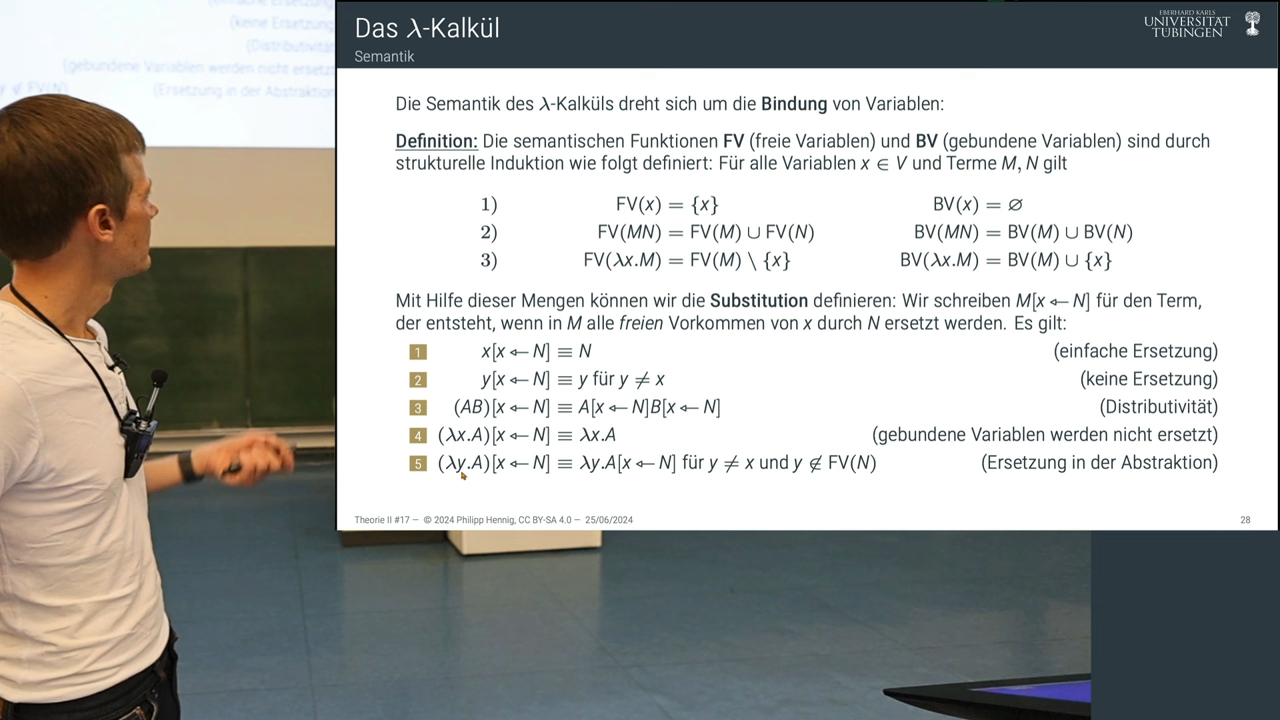 (keine Ersetzung)
(Distributivität
(gebundene Variablen werden nicht ersetzt)
y ∉ FV(N) (Ersetzung in der Abstraktion)
Das λ-Kalkül
Semantik
EBERHARD KARLS
UNIVERSITÄT
TÜBINGEN
Die Semantik des λ-Kalküls dreht sich um die Bindung von Variablen:
Definition: Die semantischen Funktionen FV (freie Variablen) und BV (gebundene Variablen) sind durch
strukturelle Induktion wie folgt definiert: Für alle Variablen x ∈ V und Terme M, N gilt
1) FV(x) = {x} BV(x) = ∅
2) FV(MN) = FV(M) ∪ FV(N) BV(MN) = BV(M) ∪ BV(N)
3) FV(λx.M) = FV(M) \ {x} BV(λx.M) = BV(M) ∪ {x}
Mit Hilfe dieser Mengen können wir die Substitution definieren: Wir schreiben M[x ← N] für den Term,
der entsteht, wenn in M alle freien Vorkommen von x durch N ersetzt werden. Es gilt:
1 x[x ← N] ≡ N (einfache Ersetzung)
2 y[x ← N] ≡ y für y ≠ x (keine Ersetzung)
3 (AB)[x ← N] ≡ A[x ← N]B[x ← N] (Distributivität)
4 (λx.A)[x ← N] ≡ λx.A (gebundene Variablen werden nicht ersetzt)
5 (λy.A)[x ← N] ≡ λy.A[x ← N] für y ≠ x und y ∉ FV(N) (Ersetzung in der Abstraktion)
Theorie II #17 — © 2024 Philipp Hennig, CC BY-SA 4.0 — 25/06/2024 28